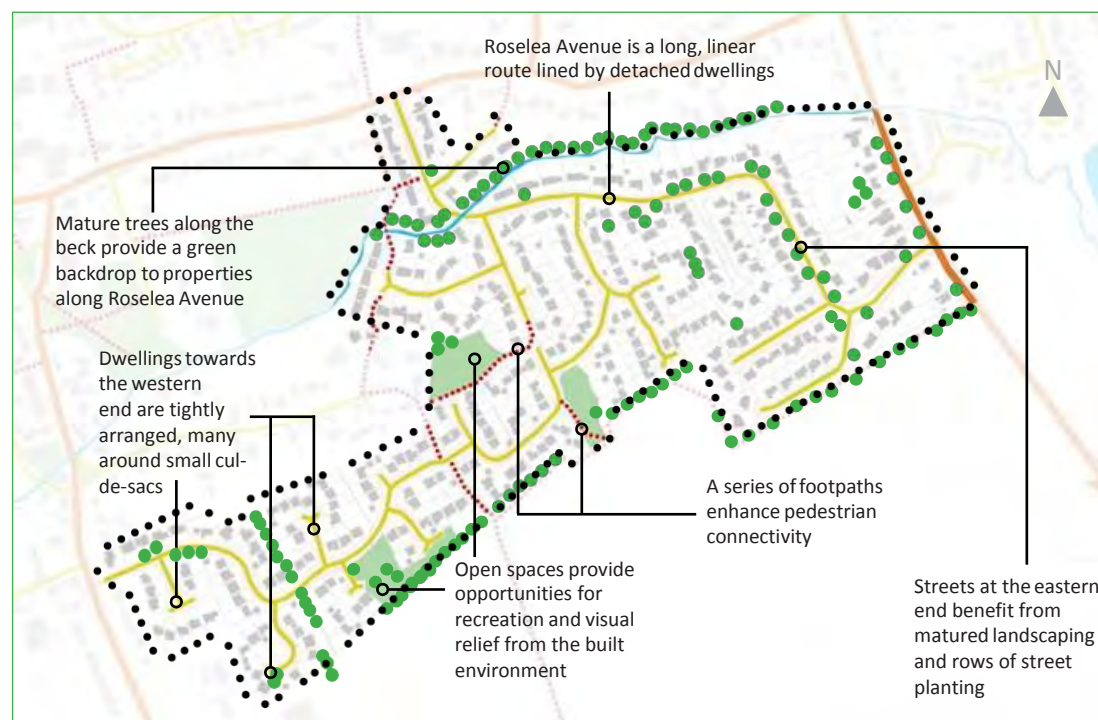 Roselea Avenue is a long, linear
route lined by detached dwellings
N
Mature trees along the
beck provide a green
backdrop to properties
along Roselea Avenue
Dwellings towards
the western
end are tightly
arranged, many
around small cul-
de-sacs
A series of footpaths
enhance pedestrian
connectivity
Open spaces provide
opportunities for
recreation and visual
relief from the built
environment
Streets at the eastern
end benefit from
matured landscaping
and rows of street
planting